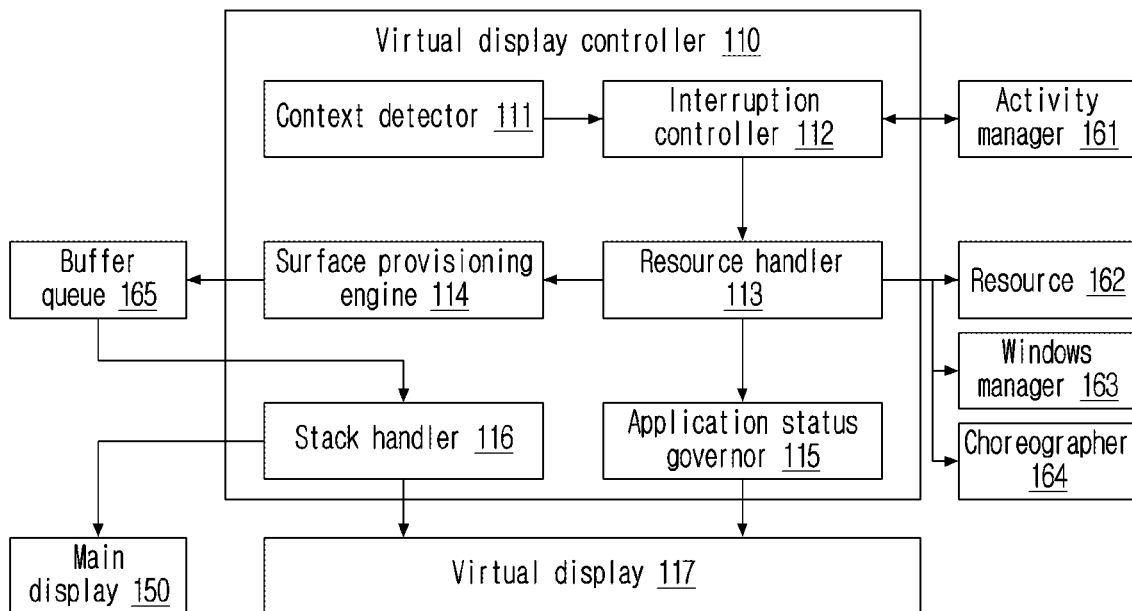 Virtual display controller 110
Context detector 111
Interruption
controller 112
Activity
manager 161
Buffer
queue 165
Surface provisioning
engine 114
Resource handler
113
Resource 162
Windows
manager 163
Stack handler 116
Application status
governor 115
Choreographer
164
Main
display 150
Virtual display 117